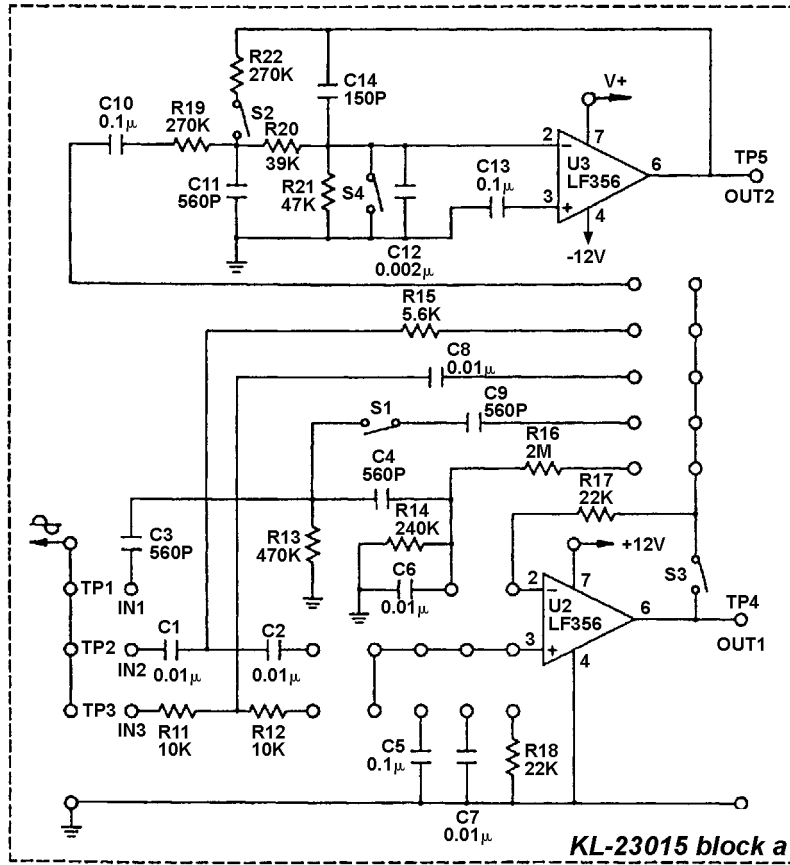 R22
270K
C14
150P
V+
C10
0.1µ
R19
270K
S2
R20
39K
2
−
7
U3
LF356
6
TP5
OUT2
C11
560P
R21
47K
S4
C13
0.1µ
3
+
4
-12V
C12
0.002µ
R15
5.6K
C8
0.01µ
S1
C9
560P
R16
2M
C4
560P
R17
22K
R14
240K
C3
560P
R13
470K
+12V
C6
0.01µ
S3
TP1
IN1
2
−
7
U2
LF356
6
TP4
OUT1
C1
0.01µ
C2
0.01µ
TP2
IN2
3
+
4
TP3
IN3
R11
10K
R12
10K
C5
0.1µ
R18
22K
C7
0.01µ
KL-23015 block a